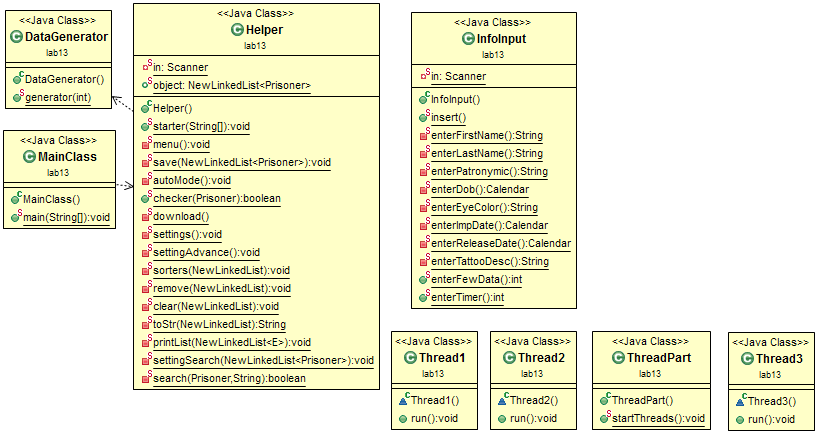 <<Java Class>>
DataGenerator
lab13
DataGenerator()
generator(int)
<<Java Class>>
MainClass
lab13
MainClass()
main(String[]):void
<<Java Class>>
Helper
lab13
in: Scanner
object: NewLinkedList<Prisoner>
Helper()
starter(String[]):void
menu():void
save(NewLinkedList<Prisoner>):void
autoMode():void
checker(Prisoner):boolean
download()
settings():void
settingAdvance():void
sorters(NewLinkedList):void
remove(NewLinkedList):void
clear(NewLinkedList):void
toStr(NewLinkedList):String
printList(NewLinkedList<E>):void
settingSearch(NewLinkedList<Prisoner>):void
search(Prisoner,String):boolean
<<Java Class>>
InfoInput
lab13
in: Scanner
InfoInput()
insert()
enterFirstName():String
enterLastName():String
enterPatronymic():String
enterDob():Calendar
enterEyeColor():String
enterImpDate():Calendar
enterReleaseDate():Calendar
enterTattooDesc():String
enterFewData():int
enterTimer():int
<<Java Class>>
Thread1
lab13
Thread1()
run():void
<<Java Class>>
Thread2
lab13
Thread2()
run():void
<<Java Class>>
ThreadPart
lab13
ThreadPart()
startThreads():void
<<Java Class>>
Thread3
lab13
Thread3()
run():void